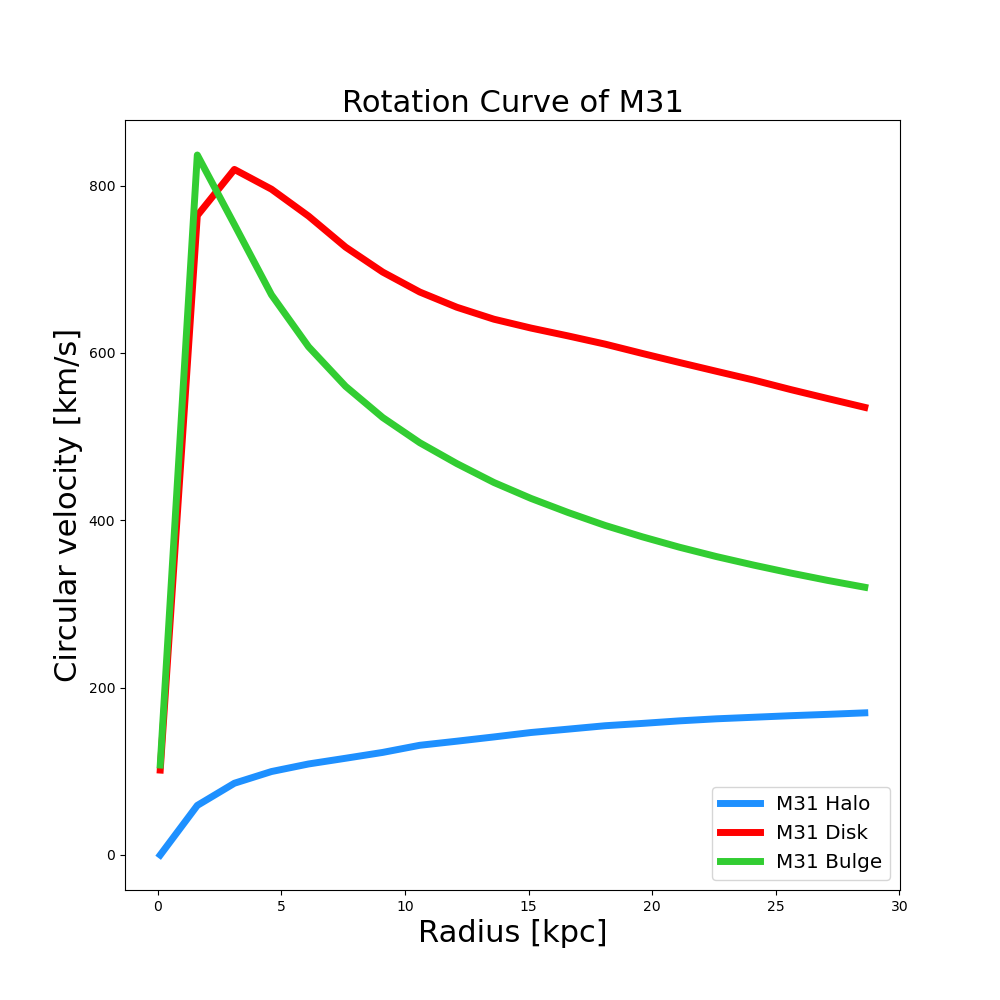 Rotation Curve of M31
Circular velocity [km/s]
800
600
400
200
0
0 5 10 15 20 25 30
Radius [kpc]
M31 Halo
M31 Disk
M31 Bulge